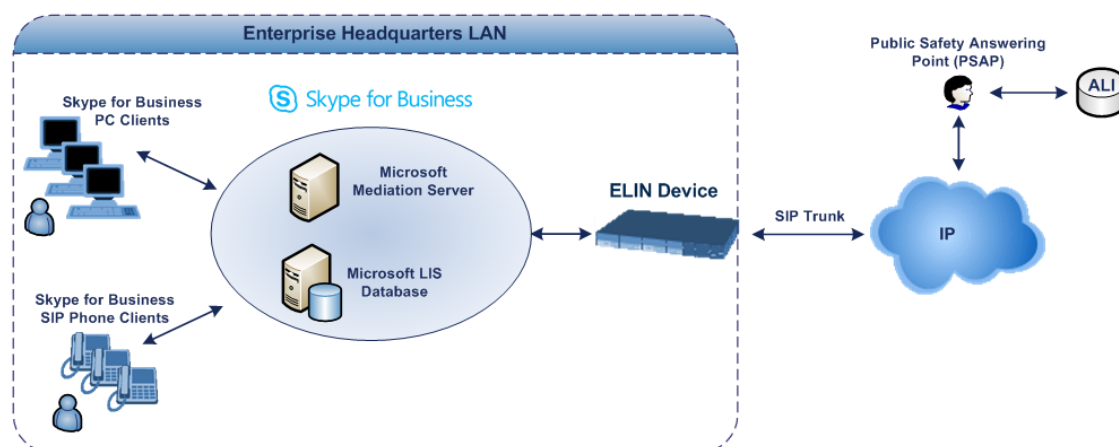 Enterprise Headquarters LAN
Skype for Business
PC Clients
S Skype for Business
Microsoft
Mediation Server
Microsoft LIS
Database
Skype for Business
SIP Phone Clients
ELIN Device
SIP Trunk
IP
Public Safety Answering
Point (PSAP)
ALI